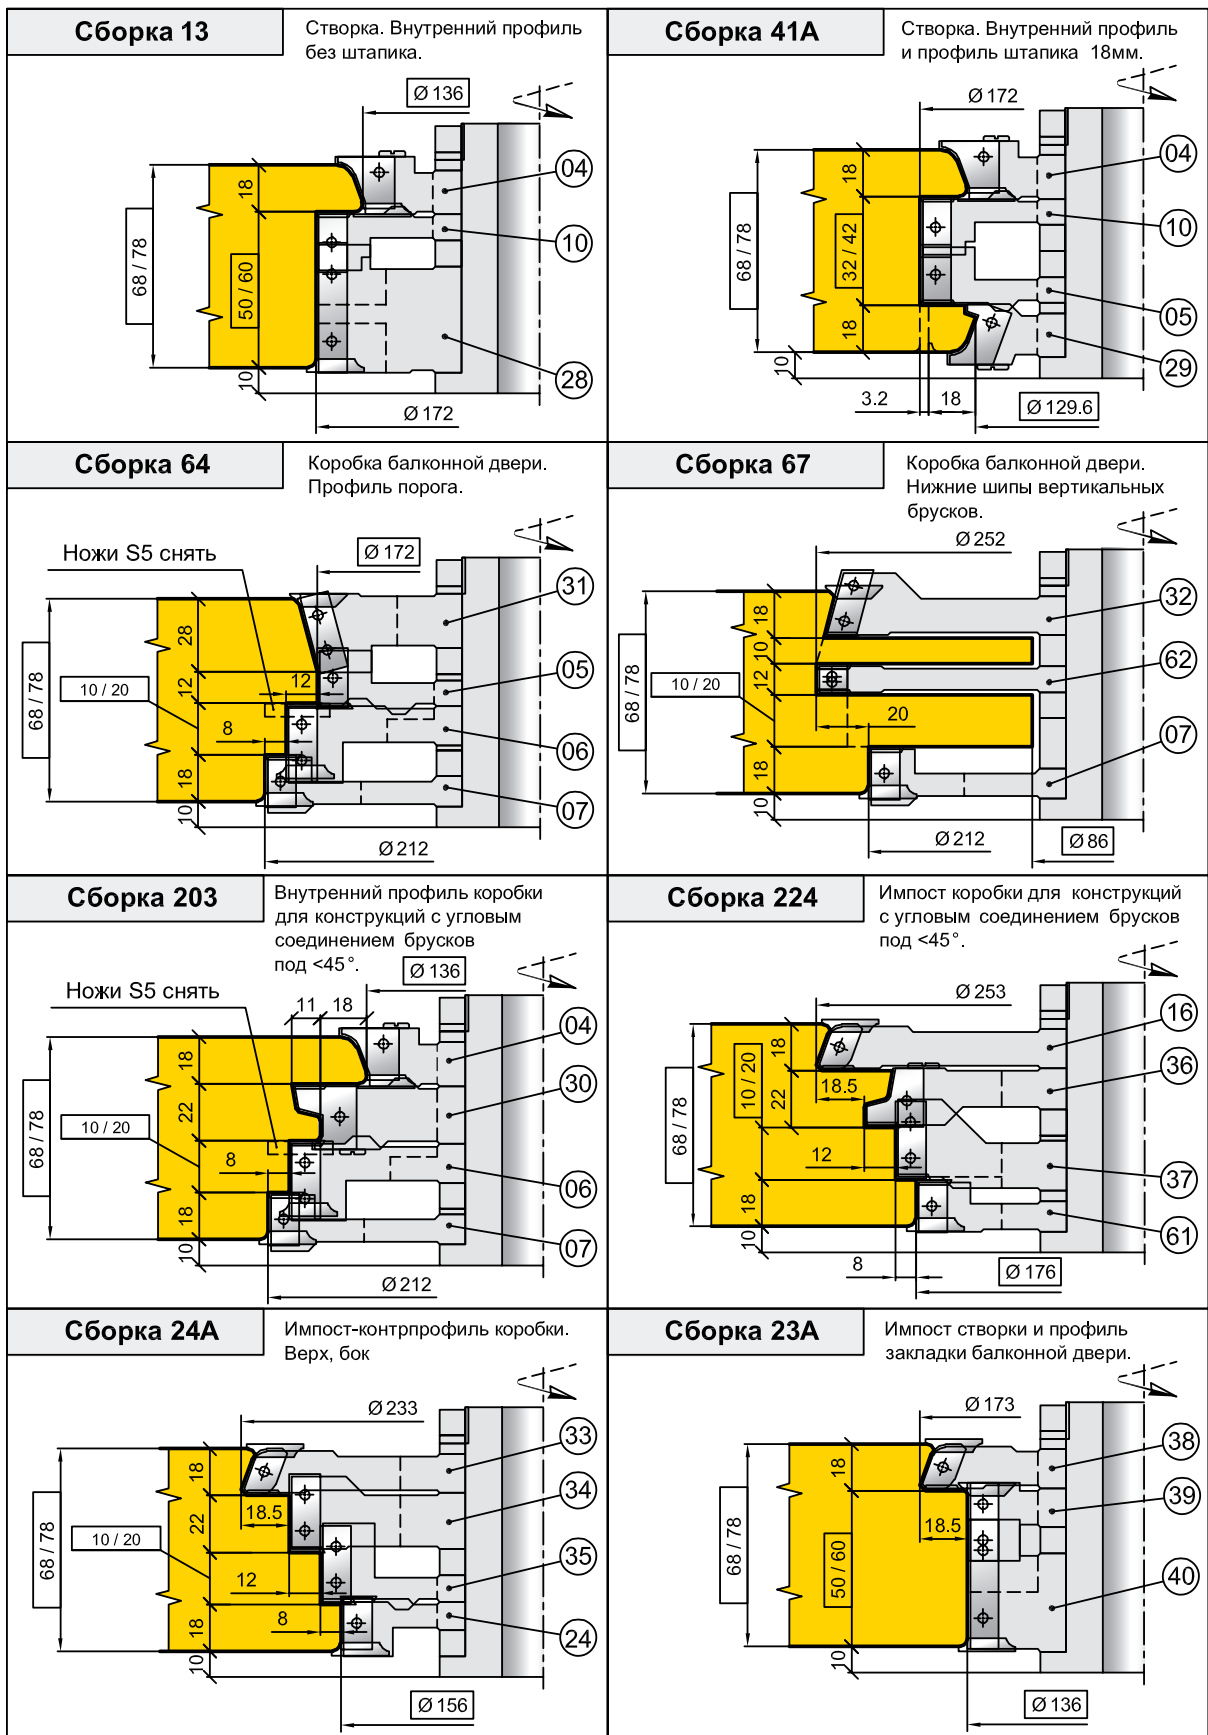 Сборка 13
Створка. Внутренний профиль
без штапика.
Ø 136
18
50 / 60
68 / 78
10
Ø 172
04
10
28
Сборка 41А
Створка. Внутренний профиль
и профиль штапика 18мм.
Ø 172
18
32 / 42
68 / 78
18
10
3.2
18
Ø 129.6
04
10
05
29
Сборка 64
Коробка балконной двери.
Профиль порога.
Ножи S5 снять
Ø 172
28
12
12
68 / 78
10 / 20
8
18
10
Ø 212
31
05
06
07
Сборка 67
Коробка балконной двери.
Нижние шипы вертикальных
брусков.
Ø 252
18
10
12
68 / 78
10 / 20
20
18
10
Ø 212
Ø 86
32
62
07
Сборка 203
Внутренний профиль коробки
для конструкций с угловым
соединением брусков
под <45°.
Ножи S5 снять
Ø 136
11
18
18
22
68 / 78
10 / 20
8
18
10
Ø 212
04
30
06
07
Сборка 224
Импост коробки для конструкций
с угловым соединением брусков
под <45°.
Ø 253
18
18.5
10 / 20
22
68 / 78
12
18
10
8
Ø 176
16
36
37
61
Сборка 24А
Импост-контрпрофиль коробки.
Верх, бок
Ø 233
18
18.5
22
68 / 78
10 / 20
12
8
18
10
Ø 156
33
34
35
24
Сборка 23А
Импост створки и профиль
закладки балконной двери.
Ø 173
18
18.5
68 / 78
50 / 60
10
Ø 136
38
39
40